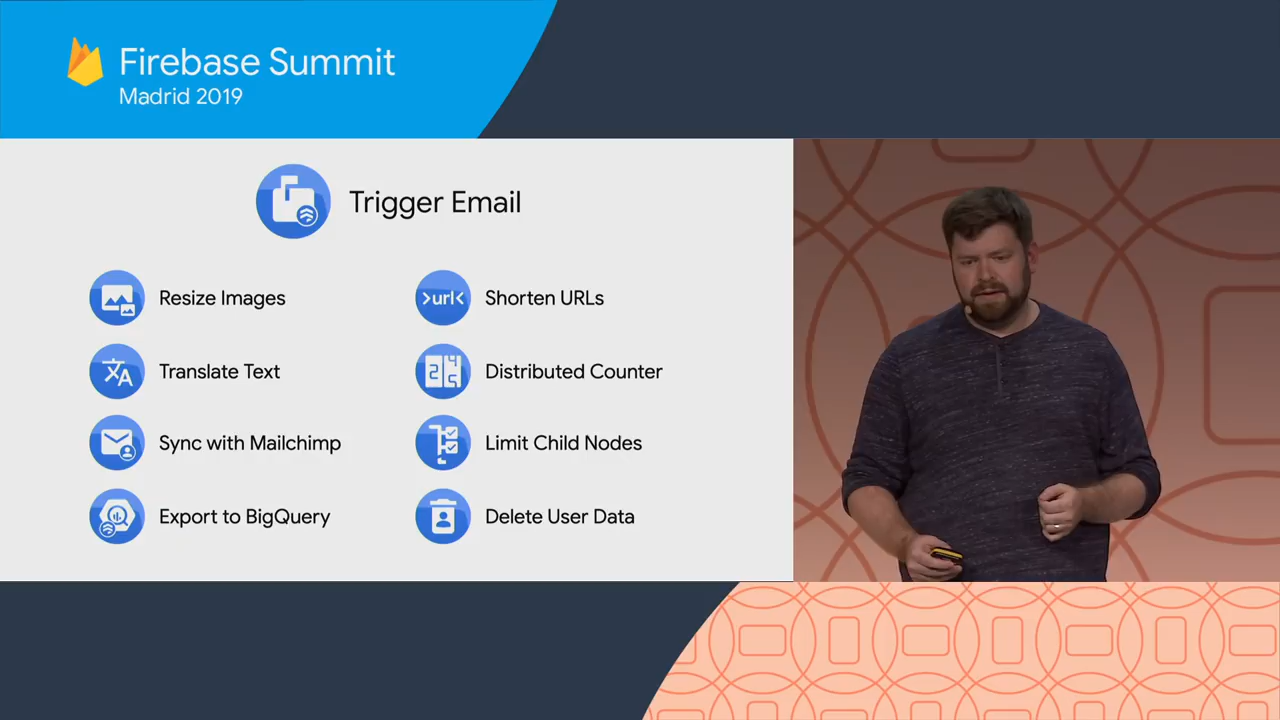 Firebase Summit
Madrid 2019
Trigger Email
Resize Images
Shorten URLs
>url<
Translate Text
Distributed Counter
Sync with Mailchimp
Limit Child Nodes
Export to BigQuery
Delete User Data